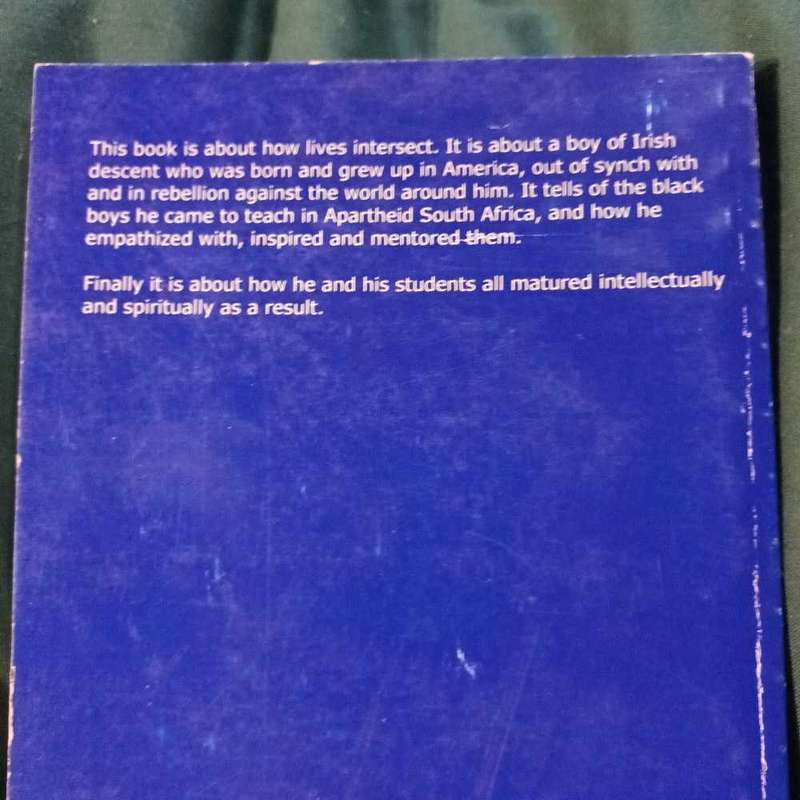 This book is about how lives intersect. It is about a boy of Irish
descent who was born and grew up in America, out of synch with
and in rebellion against the world around him. It tells of the black
boys he came to teach in Apartheid South Africa, and how he
empathized with, inspired and mentored them.
Finally it is about how he and his students all matured intellectually
and spiritually as a result.